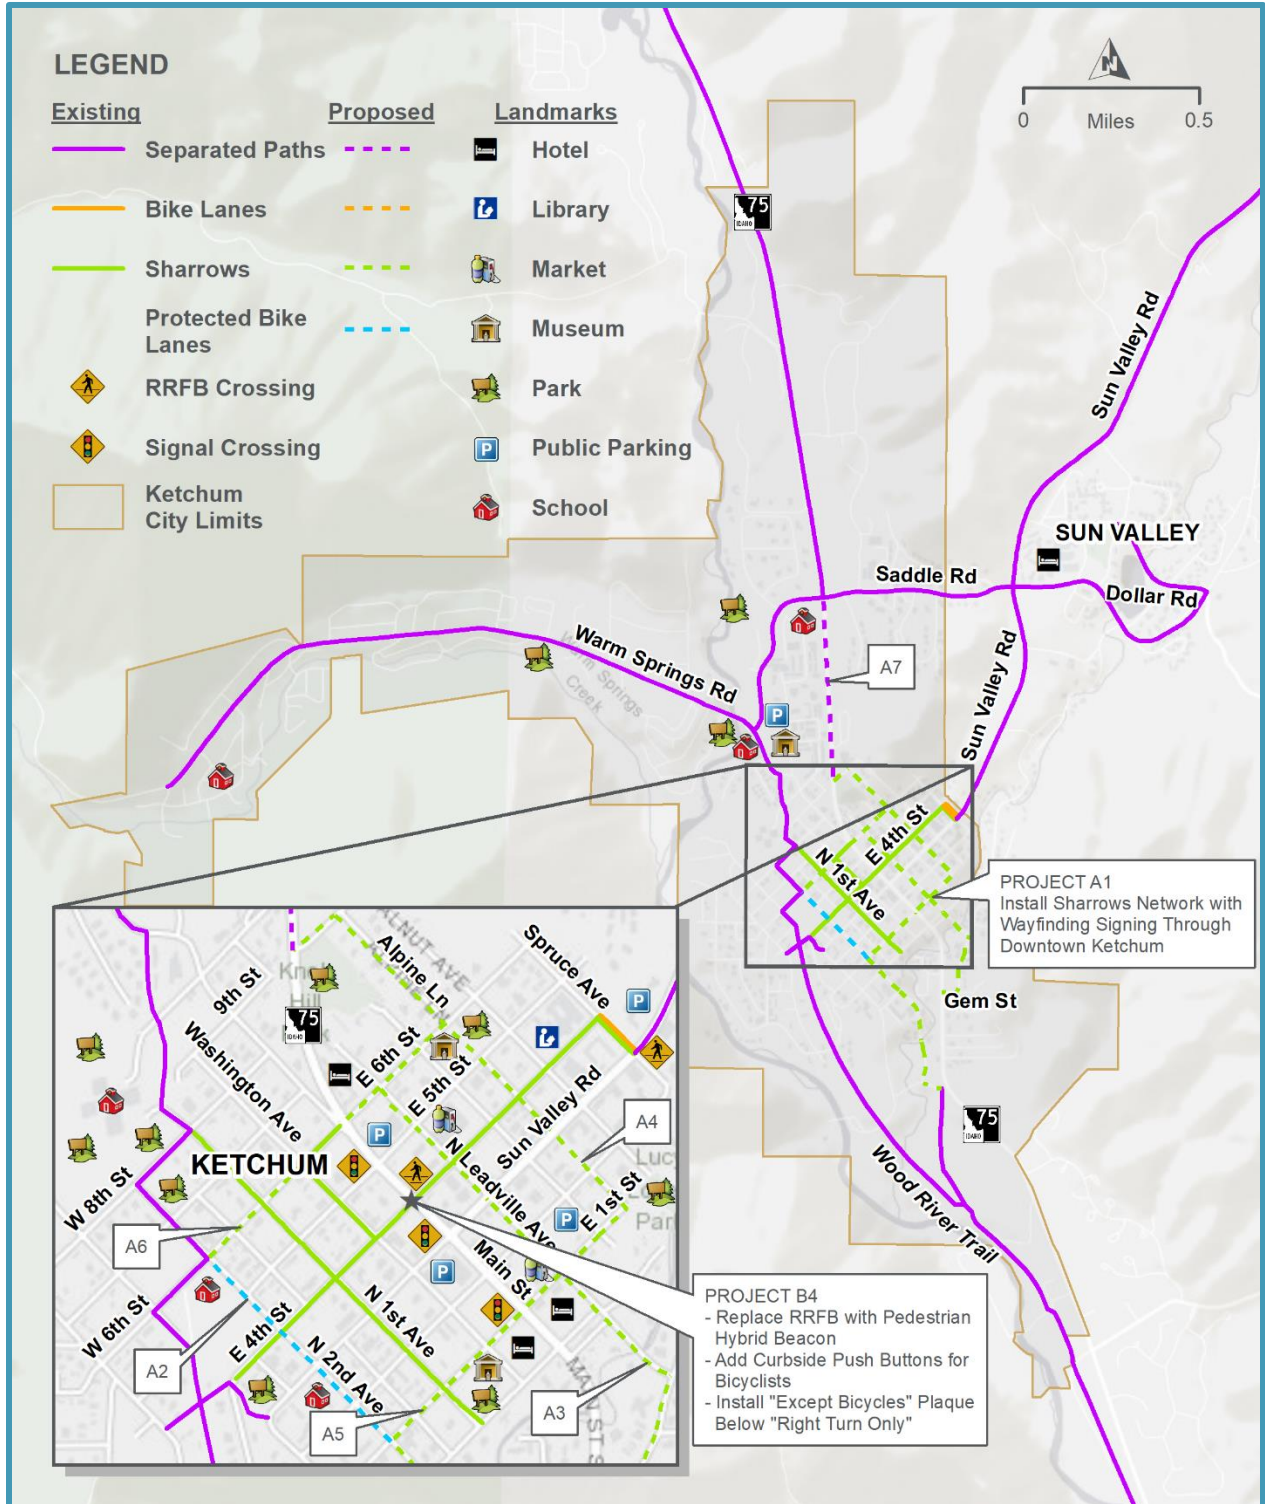 LEGEND
Existing Proposed Landmarks
Separated Paths
Bike Lanes
Sharrows
Protected Bike
Lanes
RRFB Crossing
Signal Crossing
Ketchum
City Limits
Hotel
Library
Market
Museum
Park
P
Public Parking
School
N
0 Miles 0.5
75
IDAHO
Sun Valley Rd
SUN VALLEY
Saddle Rd
Dollar Rd
Warm Springs Rd
Warm Springs
Creek
A7
Sun Valley Rd
P
E 4th St
N 1st Ave
PROJECT A1
Install Sharrows Network with
Wayfinding Signing Through
Downtown Ketchum
Gem St
75
IDAHO
Wood River Trail
Spruce Ave
Alpine Ln
9th St
75
IDAHO
Washington Ave
E 6th St
E 5th St
P
Sun Valley Rd
A4
P
KETCHUM
N Leadville Ave
E 1st St
P
W 8th St
A6
Main St
P
W 6th St
E 4th St
N 1st Ave
A2
N 2nd Ave
A5
A3
MAIN ST S
PROJECT B4
- Replace RRFB with Pedestrian
Hybrid Beacon
- Add Curbside Push Buttons for
Bicyclists
- Install "Except Bicycles" Plaque
Below "Right Turn Only"